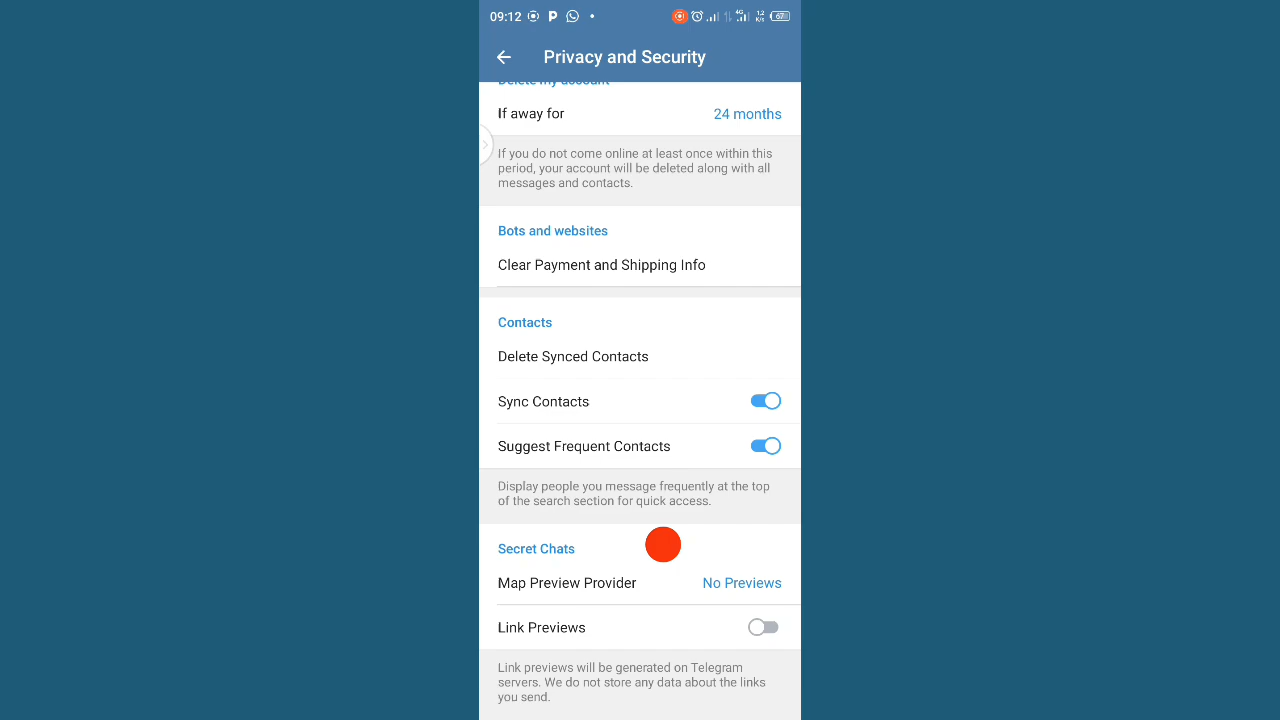 09:12
4G 1.2 K/s 67
Privacy and Security
Delete my account
If away for 24 months
If you do not come online at least once within this
period, your account will be deleted along with all
messages and contacts.
Bots and websites
Clear Payment and Shipping Info
Contacts
Delete Synced Contacts
Sync Contacts
Suggest Frequent Contacts
Display people you message frequently at the top
of the search section for quick access.
Secret Chats
Map Preview Provider No Previews
Link Previews
Link previews will be generated on Telegram
servers. We do not store any data about the links
you send.